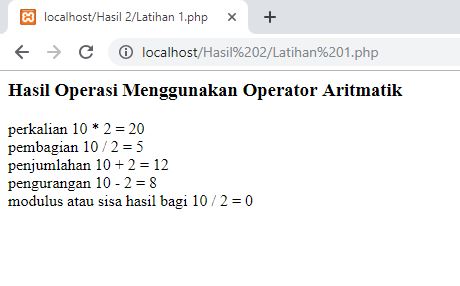 localhost/Hasil 2/Latihan 1.php
localhost/Hasil%202/Latihan%201.php
Hasil Operasi Menggunakan Operator Aritmatik
perkalian 10 * 2 = 20
pembagian 10 / 2 = 5
penjumlahan 10 + 2 = 12
pengurangan 10 - 2 = 8
modulus atau sisa hasil bagi 10 / 2 = 0